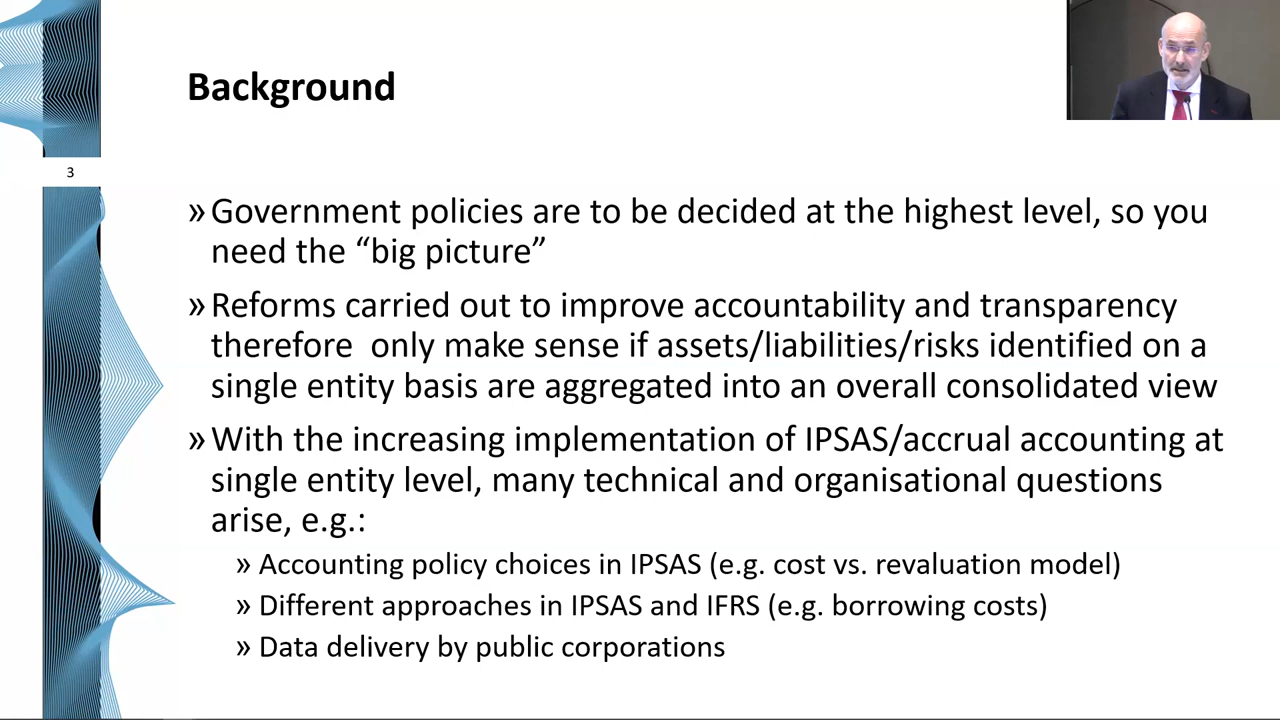 Background
3
» Government policies are to be decided at the highest level, so you
need the “big picture”
» Reforms carried out to improve accountability and transparency
therefore  only make sense if assets/liabilities/risks identified on a
single entity basis are aggregated into an overall consolidated view
» With the increasing implementation of IPSAS/accrual accounting at
single entity level, many technical and organisational questions
arise, e.g.:
» Accounting policy choices in IPSAS (e.g. cost vs. revaluation model)
» Different approaches in IPSAS and IFRS (e.g. borrowing costs)
» Data delivery by public corporations